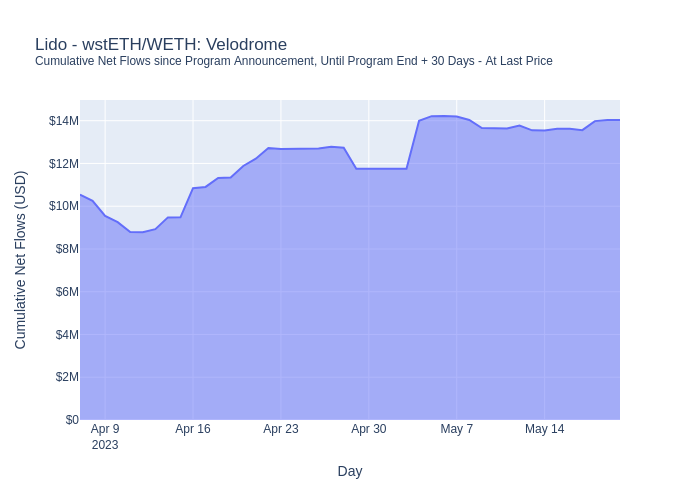 Lido - wstETH/WETH: Velodrome
Cumulative Net Flows since Program Announcement, Until Program End + 30 Days - At Last Price
Cumulative Net Flows (USD)
$14M
$12M
$10M
$8M
$6M
$4M
$2M
$0
Apr 9 Apr 16 Apr 23 Apr 30 May 7 May 14
2023
Day